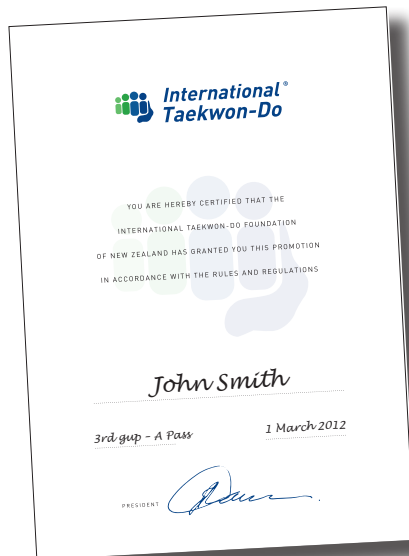 International®
Taekwon-Do
YOU ARE HEREBY CERTIFIED THAT THE
INTERNATIONAL TAEKWON-DO FOUNDATION
OF NEW ZEALAND HAS GRANTED YOU THIS PROMOTION
IN ACCORDANCE WITH THE RULES AND REGULATIONS
John Smith
3rd gup – A Pass
1 March 2012
PRESIDENT